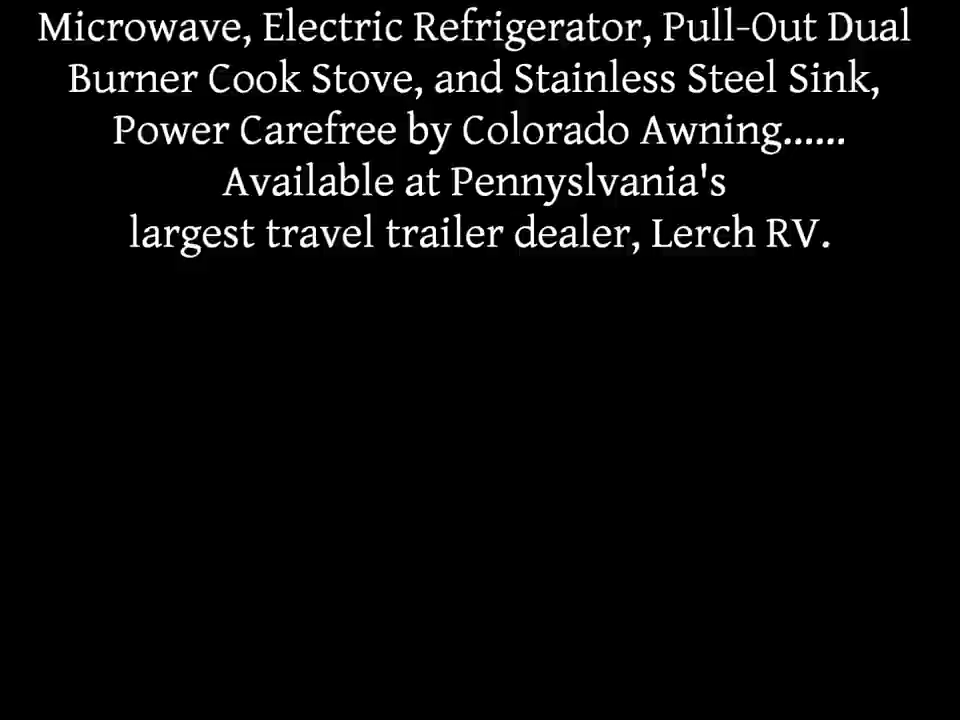 Microwave, Electric Refrigerator, Pull-Out Dual
Burner Cook Stove, and Stainless Steel Sink,
Power Carefree by Colorado Awning......
Available at Pennyslvania's
largest travel trailer dealer, Lerch RV.